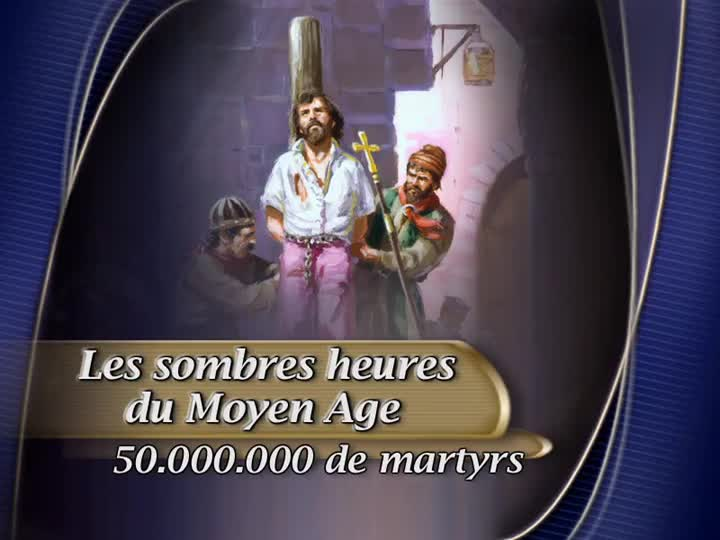 Les sombres heures
du Moyen Age
50.000.000 de martyrs